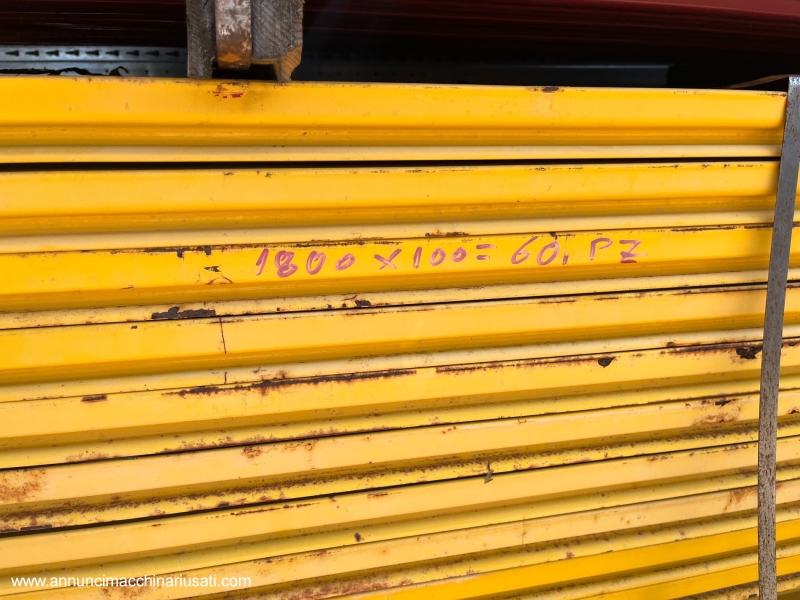 1800 x 100 = 60. PZ
www.annuncimacchinariusati.com